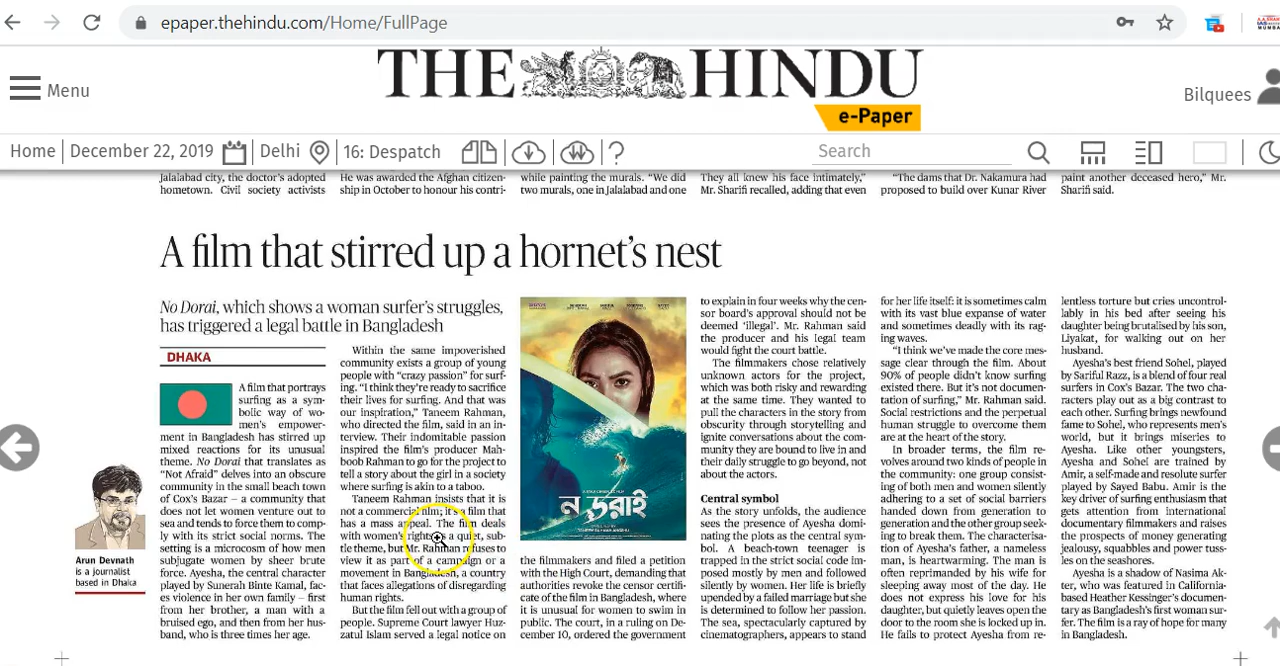 epaper.thehindu.com/Home/FullPage
Menu
THE HINDU
e-Paper
Bilquees
Home
December 22, 2019
Delhi
16: Despatch
Search
Jalalabad city, the doctor's adopted
hometown. Civil society activists
He was awarded the Afghan citizen-
ship in October to honour his contri-
while painting the murals. "We did
two murals, one in Jalalabad and one
They all knew his face intimately,"
Mr. Sharifi recalled, adding that even
"The dams that Dr. Nakamura had
proposed to build over Kunar River
paint another deceased hero," Mr.
Sharifi said.
A film that stirred up a hornet's nest
No Dorai, which shows a woman surfer's struggles,
has triggered a legal battle in Bangladesh
DHAKA
A film that portrays
surfing as a sym-
bolic way of wo-
men's empower-
ment in Bangladesh has stirred up
mixed reactions for its unusual
theme. No Dorai that translates as
"Not Afraid" delves into an obscure
community in the small beach town
of Cox's Bazar – a community that
does not let women venture out to
sea and tends to force them to comp-
ly with its strict social norms. The
setting is a microcosm of how men
subjugate women by sheer brute
force. Ayesha, the central character
played by Sunerah Binte Kamal, fac-
es violence in her own family – first
from her brother, a man with a
bruised ego, and then from her hus-
band, who is three times her age.
Arun Devnath
is a journalist
based in Dhaka
Within the same impoverished
community exists a group of young
people with "crazy passion" for surf-
ing. "I think they're ready to sacrifice
their lives for surfing. And that was
our inspiration," Taneem Rahman,
who directed the film, said in an in-
terview. Their indomitable passion
inspired the film's producer Mah-
boob Rahman to go for the project to
tell a story about the girl in a society
where surfing is akin to a taboo.
Taneem Rahman insists that it is
not a commercial
it's a film that
has a mass appeal. The film deals
with women's rights
a quiet, sub-
tle theme, but Mr. Rahman refuses to
view it as part of a campaign or a
movement in Bangladesh, a country
that faces allegations of disregarding
human rights.
But the film fell out with a group of
people. Supreme Court lawyer Huz-
zatul Islam served a legal notice on
ন ডরাই
the filmmakers and filed a petition
with the High Court, demanding that
authorities revoke the censor certifi-
cate of the film in Bangladesh, where
it is unusual for women to swim in
public. The court, in a ruling on De-
cember 10, ordered the government
to explain in four weeks why the cen-
sor board's approval should not be
deemed 'illegal'. Mr. Rahman said
the producer and his legal team
would fight the court battle.
The filmmakers chose relatively
unknown actors for the project,
which was both risky and rewarding
at the same time. They wanted to
pull the characters in the story from
obscurity through storytelling and
ignite conversations about the com-
munity they are bound to live in and
their daily struggle to go beyond, not
about the actors.
Central symbol
As the story unfolds, the audience
sees the presence of Ayesha domi-
nating the plots as the central sym-
bol. A beach-town teenager is
trapped in the strict social code im-
posed mostly by men and followed
silently by women. Her life is briefly
upended by a failed marriage but she
is determined to follow her passion.
The sea, spectacularly captured by
cinematographers, appears to stand
for her life itself: it is sometimes calm
with its vast blue expanse of water
and sometimes deadly with its rag-
ing waves.
"I think we've made the core mes-
sage clear through the film. About
90% of people didn't know surfing
existed there. But it's not documen-
tation of surfing," Mr. Rahman said.
Social restrictions and the perpetual
human struggle to overcome them
are at the heart of the story.
In broader terms, the film re-
volves around two kinds of people in
the community: one group consist-
ing of both men and women silently
adhering to a set of social barriers
handed down from generation to
generation and the other group seek-
ing to break them. The characterisa-
tion of Ayesha's father, a nameless
man, is heartwarming. The man is
often reprimanded by his wife for
sleeping away most of the day. He
does not express his love for his
daughter, but quietly leaves open the
door to the room she is locked up in.
He fails to protect Ayesha from re-
lentless torture but cries uncontrol-
lably in his bed after seeing his
daughter being brutalised by his son,
Liyakat, for walking out on her
husband.
Ayesha's best friend Sohel, played
by Sariful Razz, is a blend of four real
surfers in Cox's Bazar. The two cha-
racters play out as a big contrast to
each other. Surfing brings newfound
fame to Sohel, who represents men's
world, but it brings miseries to
Ayesha. Like other youngsters,
Ayesha and Sohel are trained by
Amir, a self-made and resolute surfer
played by Sayed Babu. Amir is the
key driver of surfing enthusiasm that
gets attention from international
documentary filmmakers and raises
the prospects of money generating
jealousy, squabbles and power tuss-
les on the seashores.
Ayesha is a shadow of Nasima Ak-
ter, who was featured in California-
based Heather Kessinger's documen-
tary as Bangladesh's first woman sur-
fer. The film is a ray of hope for many
in Bangladesh.